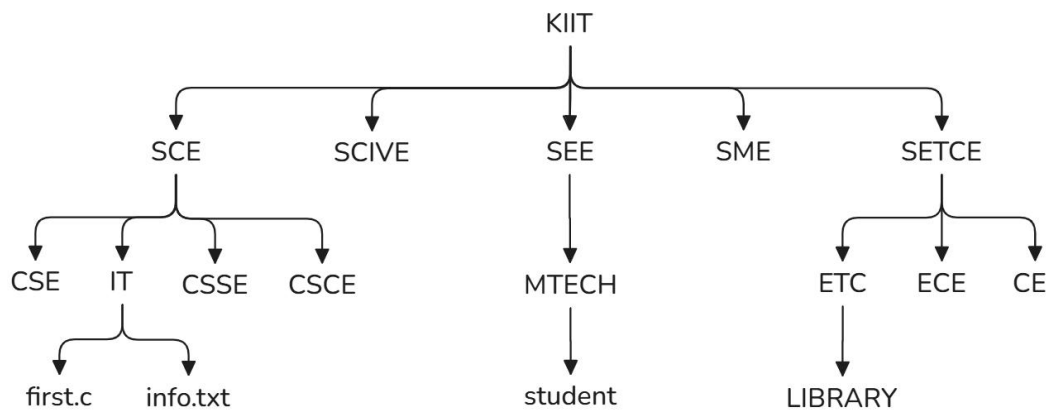 KIIT
SCE SCIVE SEE SME SETCE
CSE IT CSSE CSCE MTECH ETC ECE CE
first.c info.txt student LIBRARY